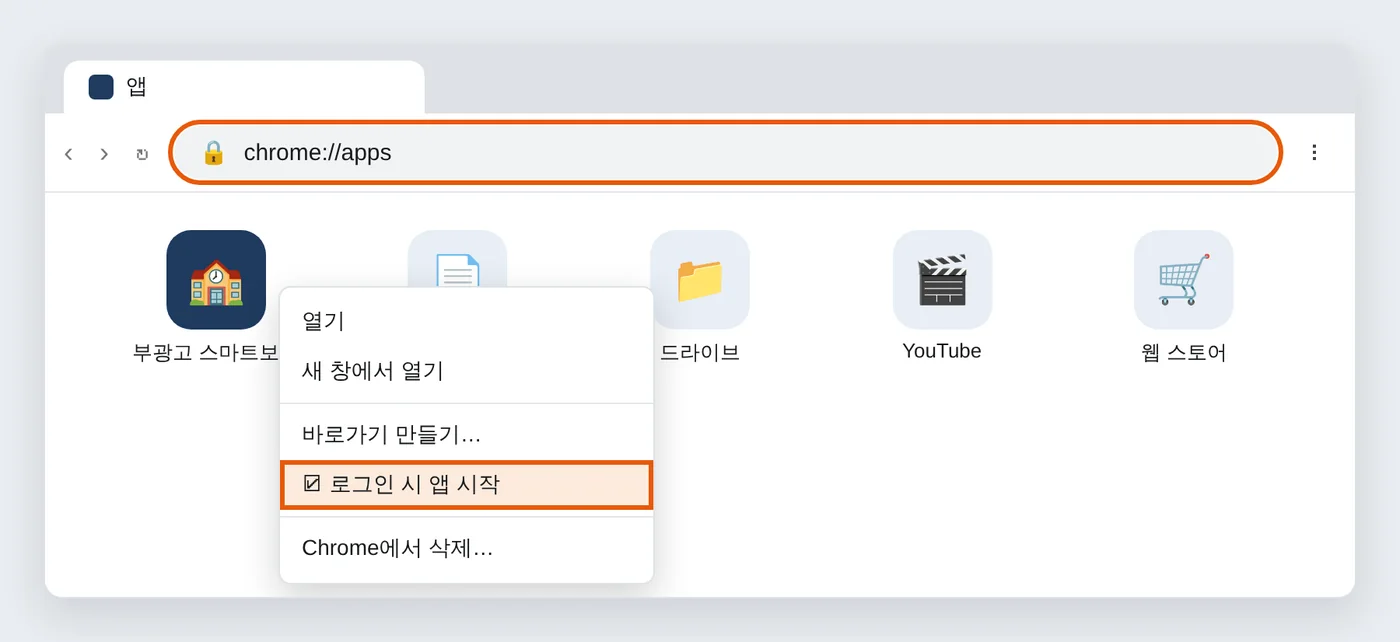 앱
chrome://apps
부광고 스마트보
드라이브
YouTube
웹 스토어
열기
새 창에서 열기
바로가기 만들기…
☑ 로그인 시 앱 시작
Chrome에서 삭제…